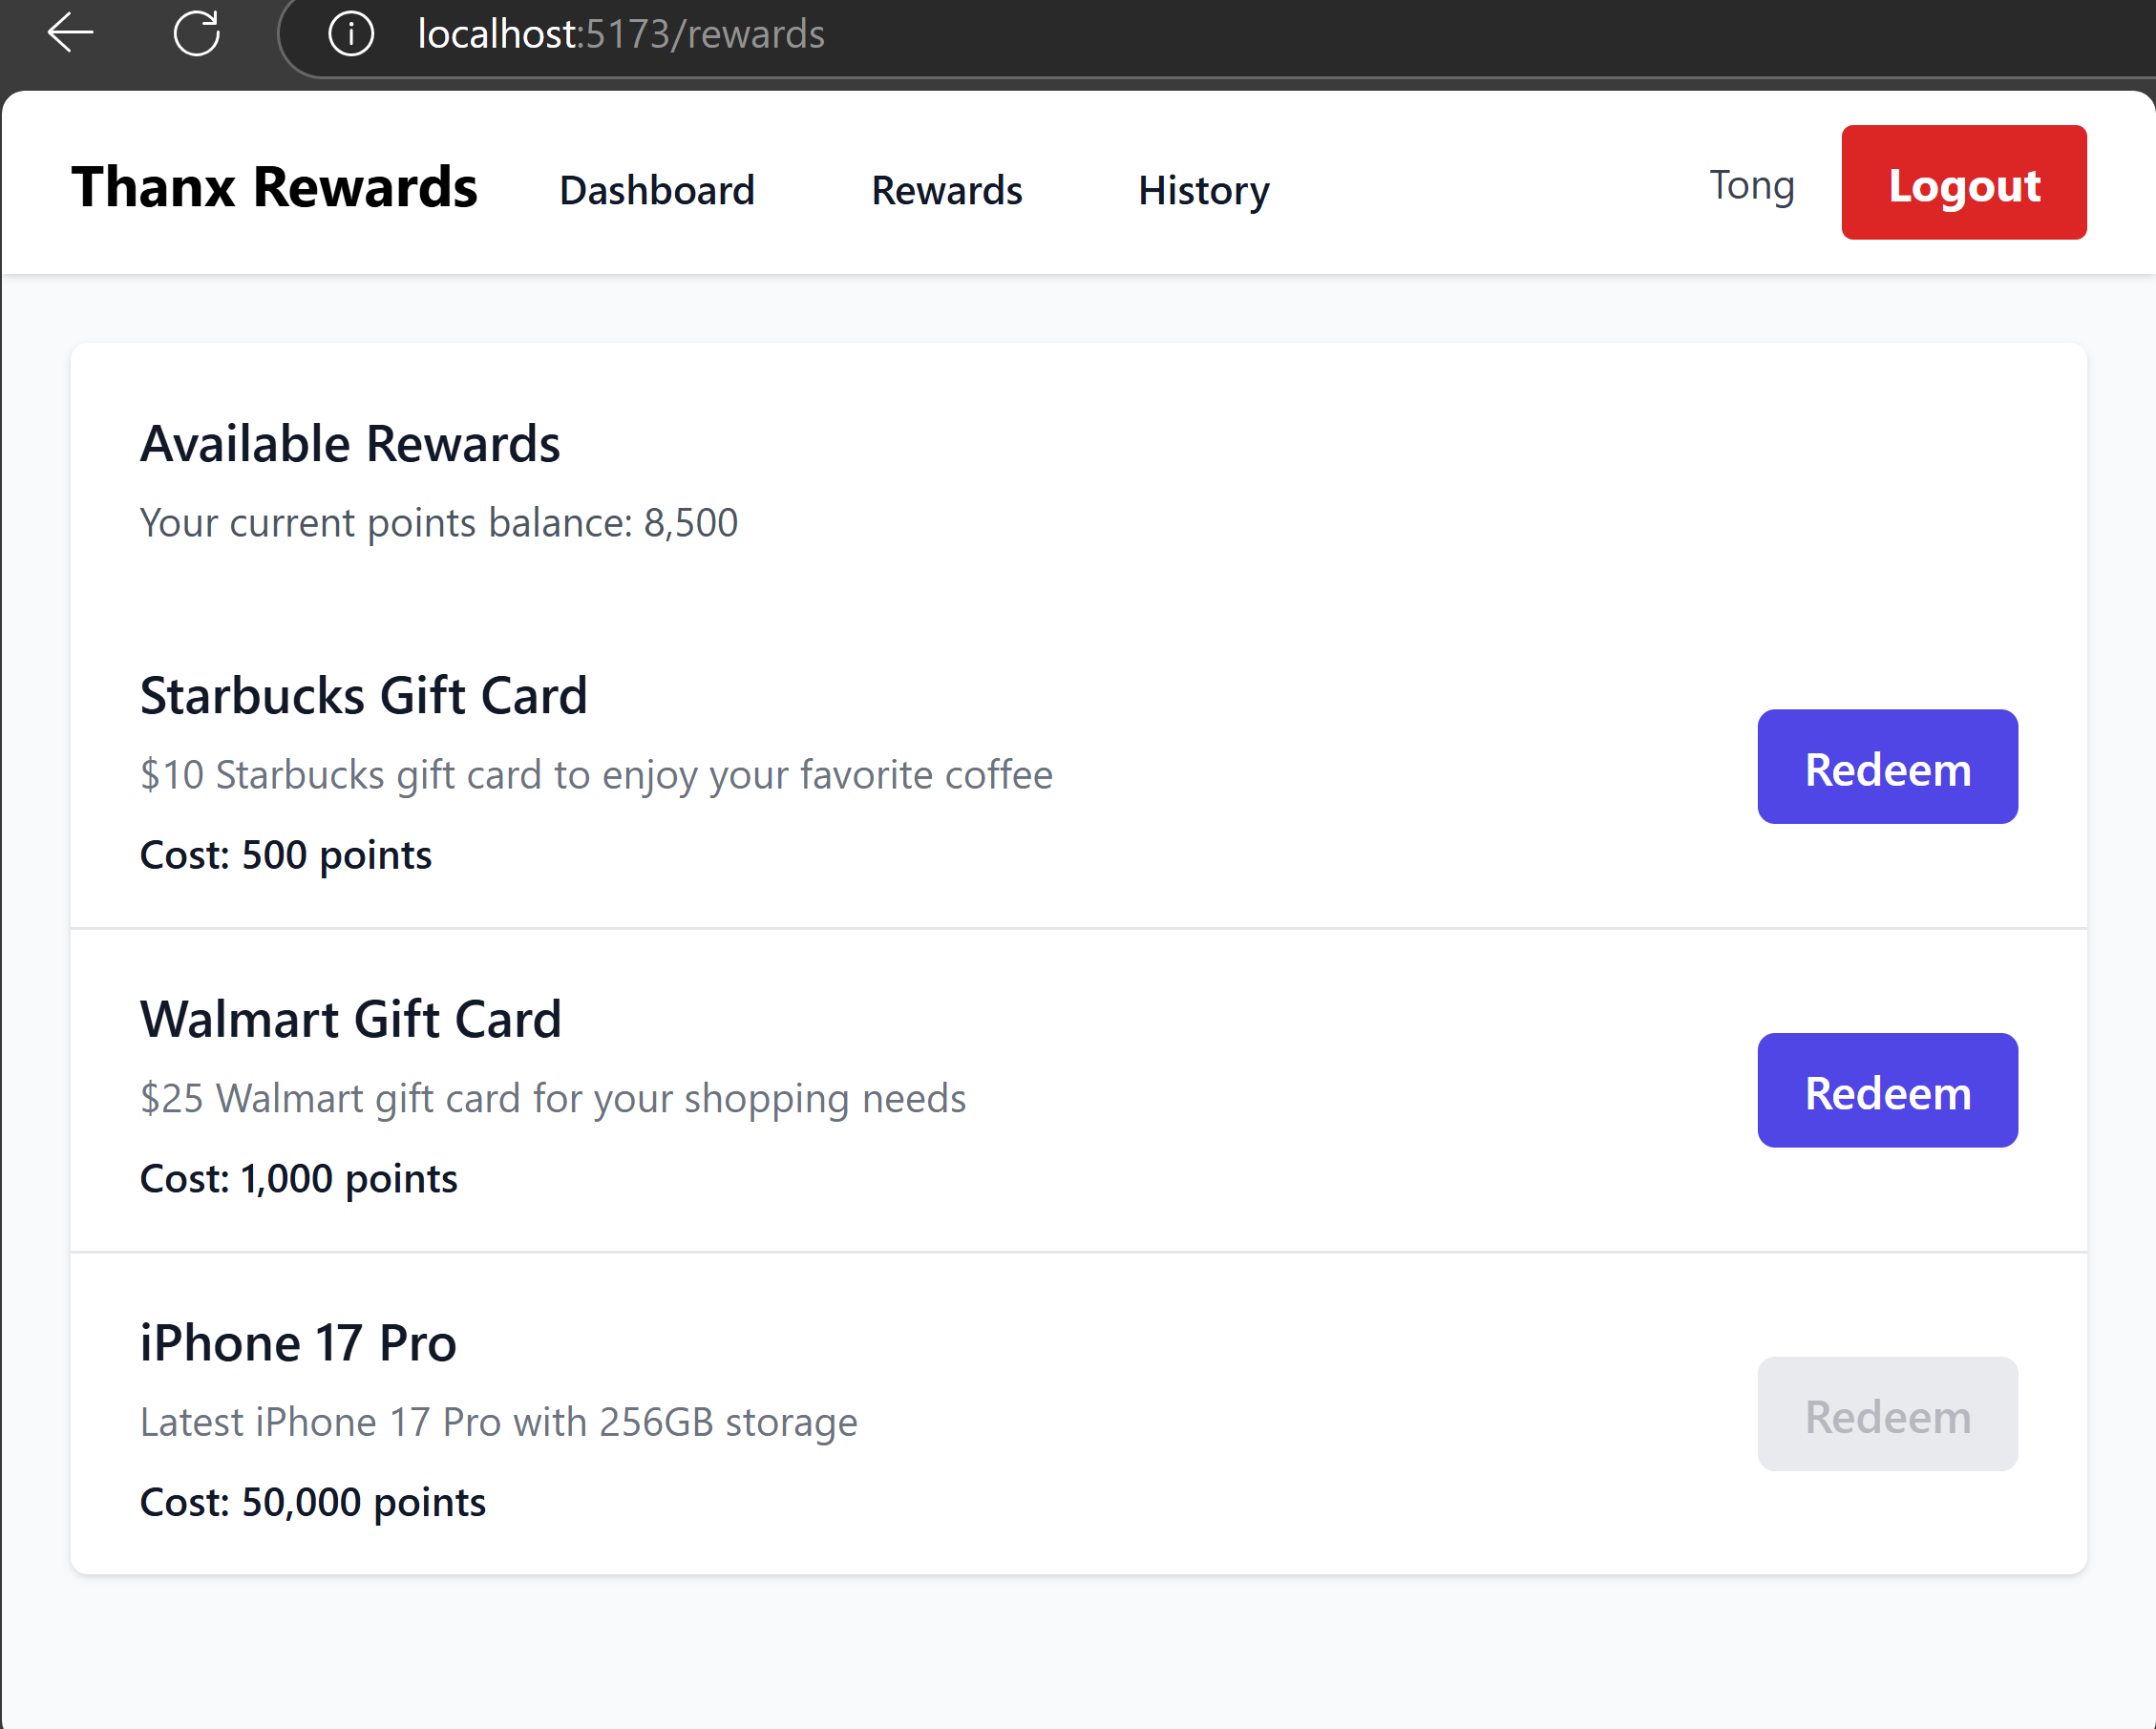 localhost:5173/rewards
Thanx Rewards Dashboard Rewards History Tong Logout
Available Rewards
Your current points balance: 8,500
Starbucks Gift Card
$10 Starbucks gift card to enjoy your favorite coffee
Cost: 500 points
Redeem
Walmart Gift Card
$25 Walmart gift card for your shopping needs
Cost: 1,000 points
Redeem
iPhone 17 Pro
Latest iPhone 17 Pro with 256GB storage
Cost: 50,000 points
Redeem